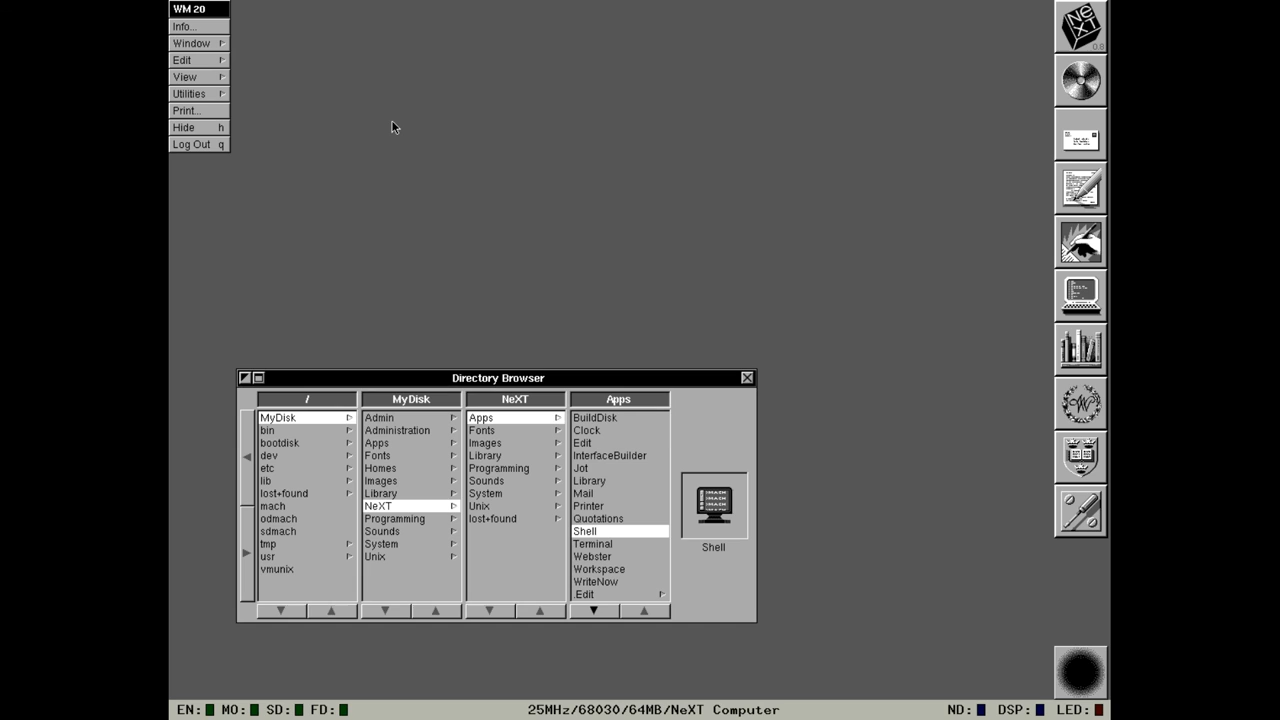 WM 20
Info...
Window
Edit
View
Utilities
Print...
Hide h
Log Out q
NeXT
0.8
Directory Browser
/ MyDisk NeXT Apps
MyDisk Admin Apps BuildDisk
bin Administration Fonts Clock
bootdisk Apps Images Edit
dev Fonts Library InterfaceBuilder
etc Homes Programming Jot
lib Images Sounds Library
lost+found Library System Mail
mach NeXT Unix Printer
odmach Programming lost+found Quotations
sdmach Sounds Shell
tmp System Terminal
usr Unix Webster
vmunix Workspace
WriteNow
.Edit
Shell
EN: MO: SD: FD: 25MHz/68030/64MB/NeXT Computer ND: DSP: LED: